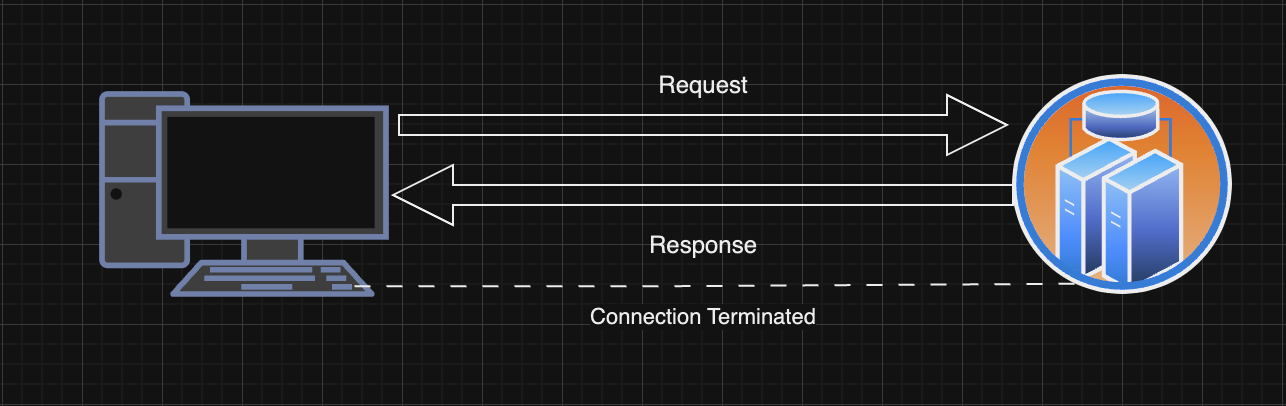 Request
Response
Connection Terminated